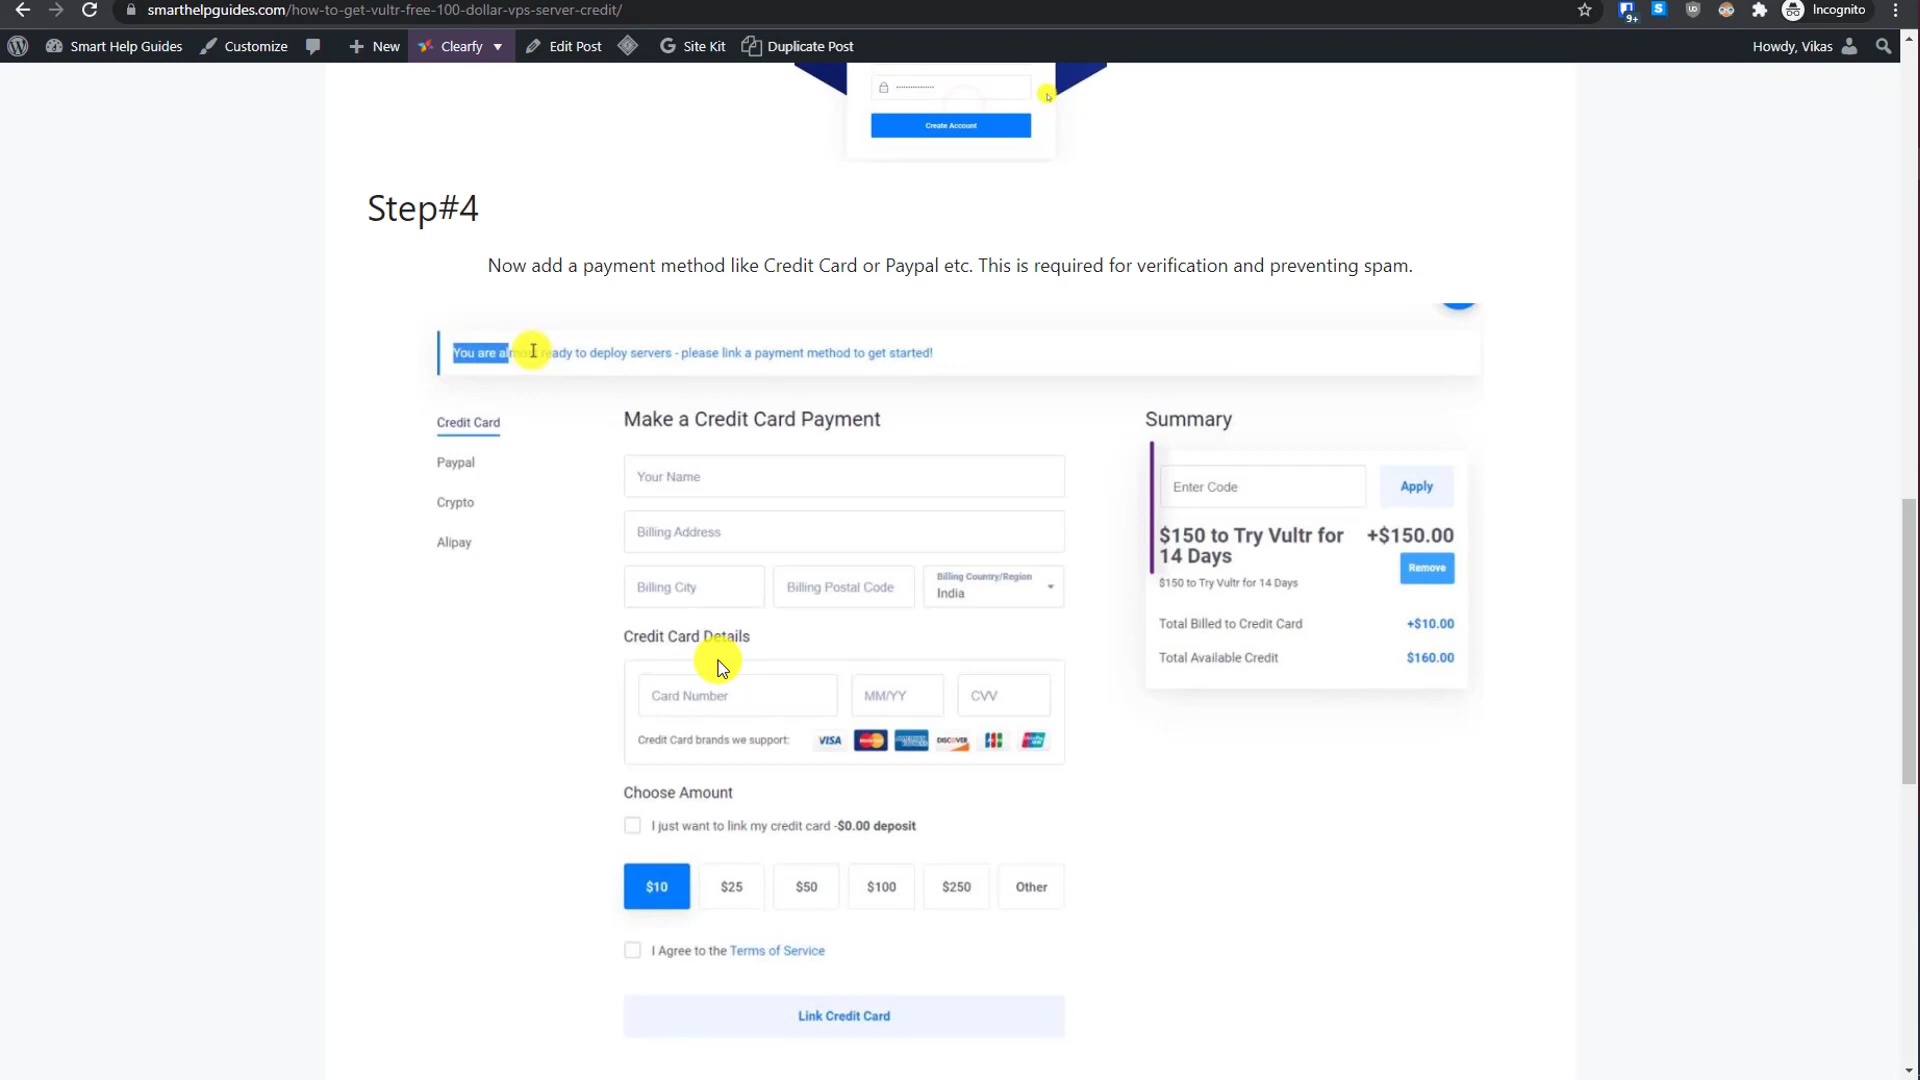 smarthelpguides.com/how-to-get-vultr-free-100-dollar-vps-server-credit/
9+
Incognito
Smart Help Guides
Customize
New
Clearfy
Edit Post
Site Kit
Duplicate Post
Howdy, Vikas
Create Account
Step#4
Now add a payment method like Credit Card or Paypal etc. This is required for verification and preventing spam.
You are almost ready to deploy servers - please link a payment method to get started!
Credit Card
Paypal
Crypto
Alipay
Make a Credit Card Payment
Your Name
Billing Address
Billing City
Billing Postal Code
Billing Country/Region
India
Credit Card Details
Card Number
MM/YY
CVV
Credit Card brands we support:
VISA
MasterCard
DISCOVER
Choose Amount
I just want to link my credit card -$0.00 deposit
$10
$25
$50
$100
$250
Other
I Agree to the Terms of Service
Link Credit Card
Summary
Enter Code
Apply
$150 to Try Vultr for 14 Days
+$150.00
Remove
$150 to Try Vultr for 14 Days
Total Billed to Credit Card
+$10.00
Total Available Credit
$160.00